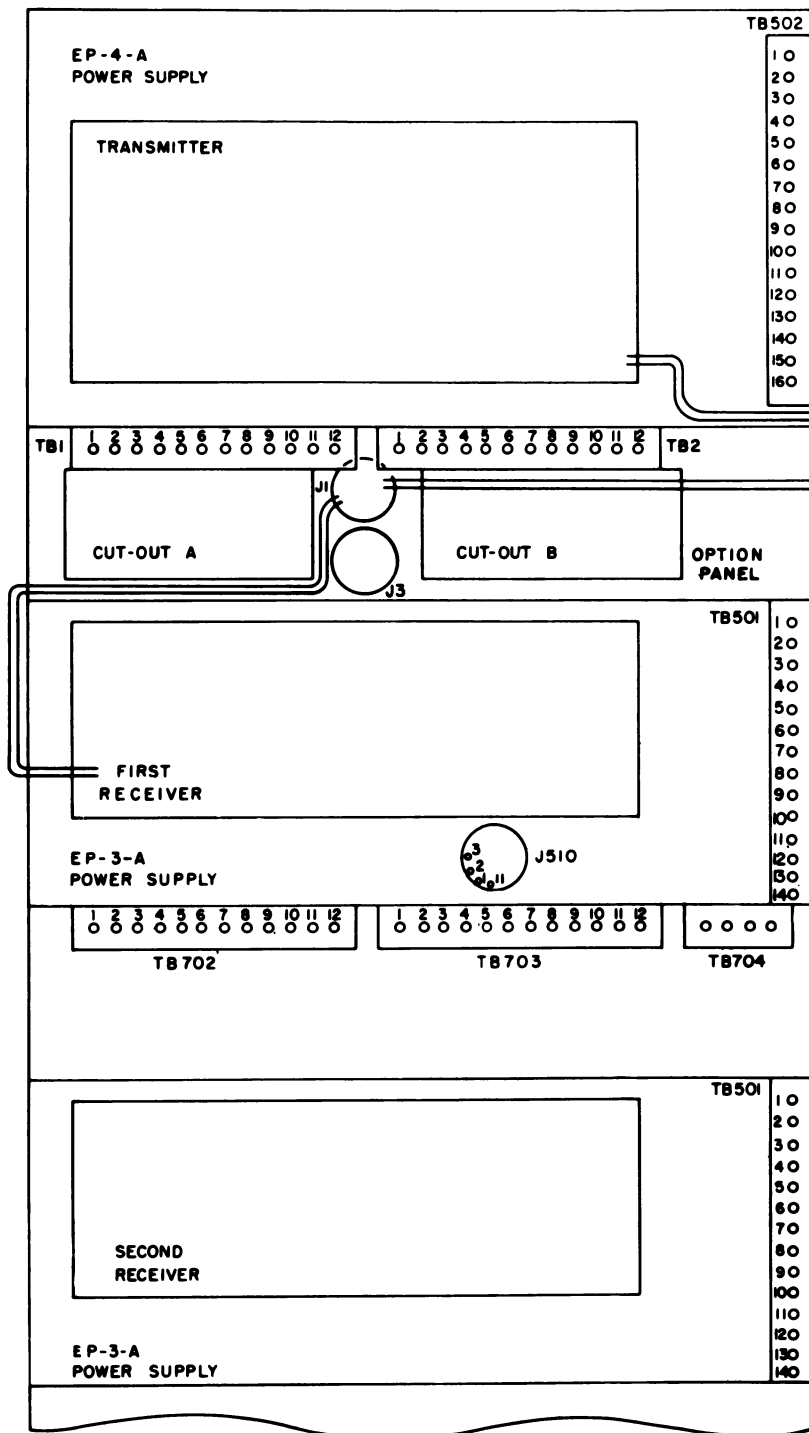 TB502
EP-4-A
POWER SUPPLY
TRANSMITTER
1
2
3
4
5
6
7
8
9
10
11
12
13
14
15
16
TB1
1 2 3 4 5 6 7 8 9 10 11 12
1 2 3 4 5 6 7 8 9 10 11 12
TB2
J1
CUT-OUT A
CUT-OUT B
OPTION
PANEL
J3
TB501
1
2
3
4
5
6
7
8
9
10
11
12
13
14
FIRST
RECEIVER
EP-3-A
POWER SUPPLY
3
2
1 11
J510
1 2 3 4 5 6 7 8 9 10 11 12
1 2 3 4 5 6 7 8 9 10 11 12
TB702
TB703
TB704
TB501
1
2
3
4
5
6
7
8
9
10
11
12
13
14
SECOND
RECEIVER
EP-3-A
POWER SUPPLY